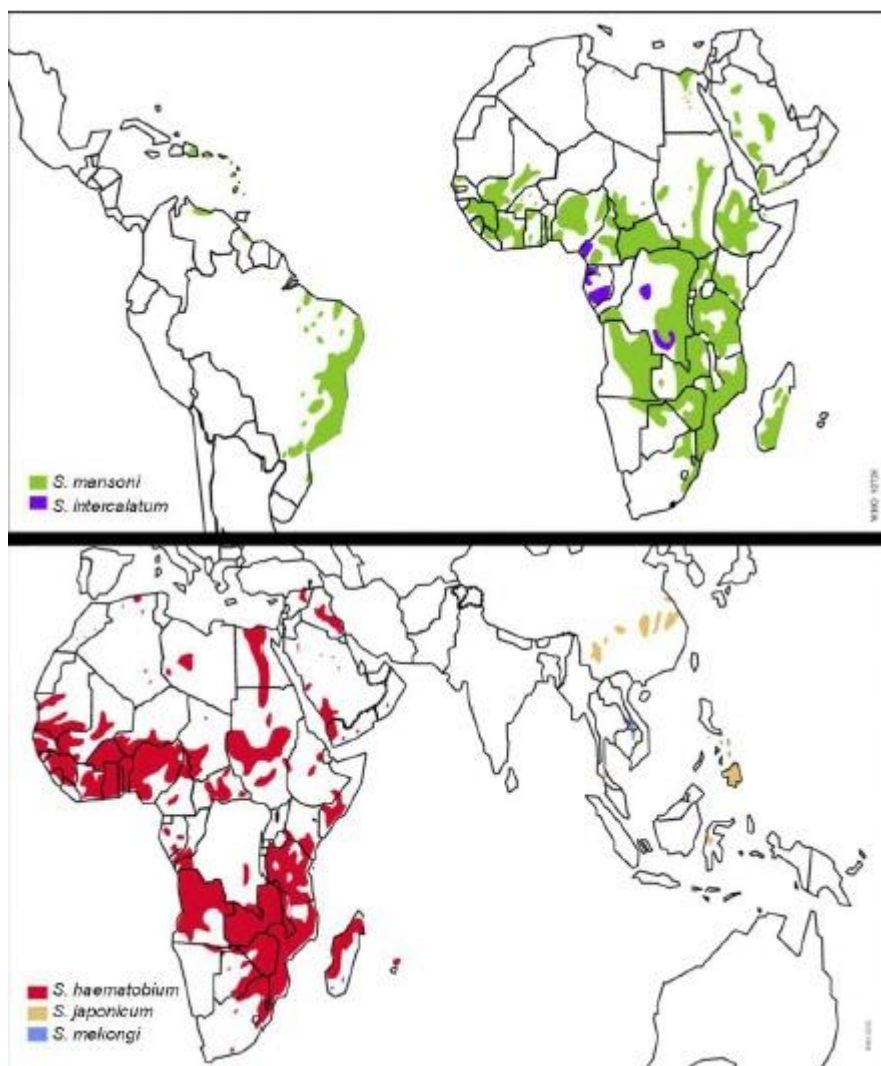 S. mansoni
S. intercalatum
S. haematobium
S. japonicum
S. mekongi